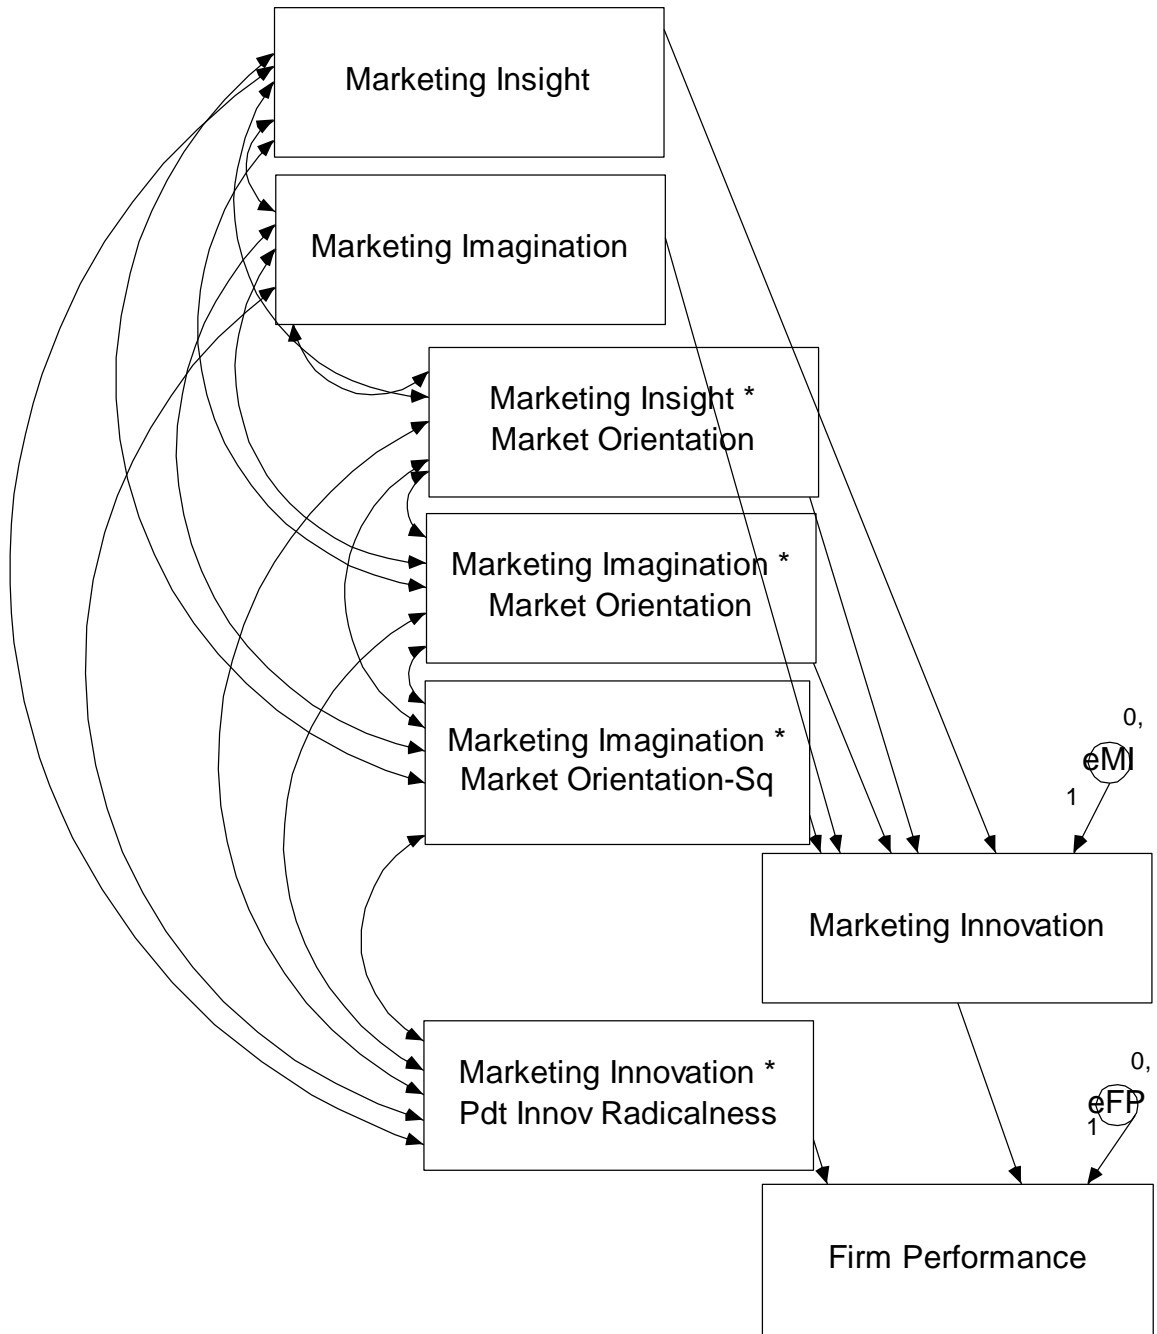 Marketing Insight
Marketing Imagination
Marketing Insight *
Market Orientation
Marketing Imagination *
Market Orientation
Marketing Imagination *
Market Orientation-Sq
0,
eMI
1
Marketing Innovation
Marketing Innovation *
Pdt Innov Radicalness
0,
eFP
1
Firm Performance